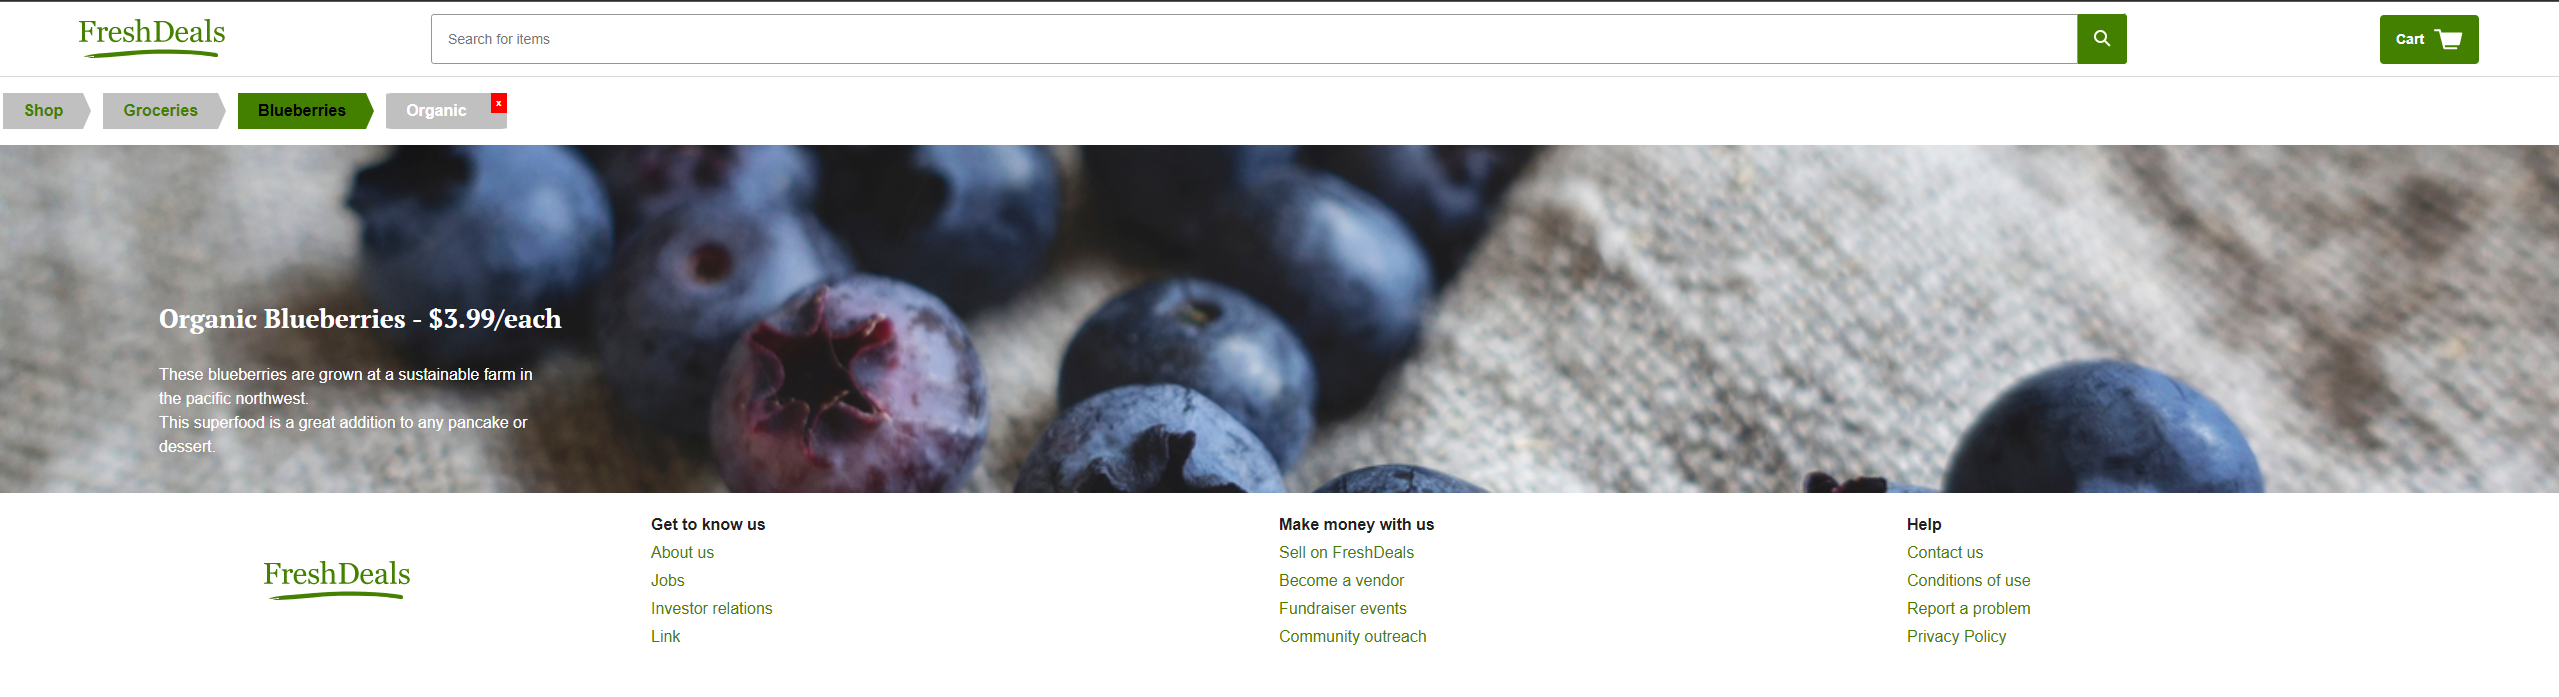 FreshDeals
Search for items
Cart
Shop
Groceries
Blueberries
Organic
x
Organic Blueberries - $3.99/each
These blueberries are grown at a sustainable farm in
the pacific northwest.
This superfood is a great addition to any pancake or
dessert.
FreshDeals
Get to know us
About us
Jobs
Investor relations
Link
Make money with us
Sell on FreshDeals
Become a vendor
Fundraiser events
Community outreach
Help
Contact us
Conditions of use
Report a problem
Privacy Policy